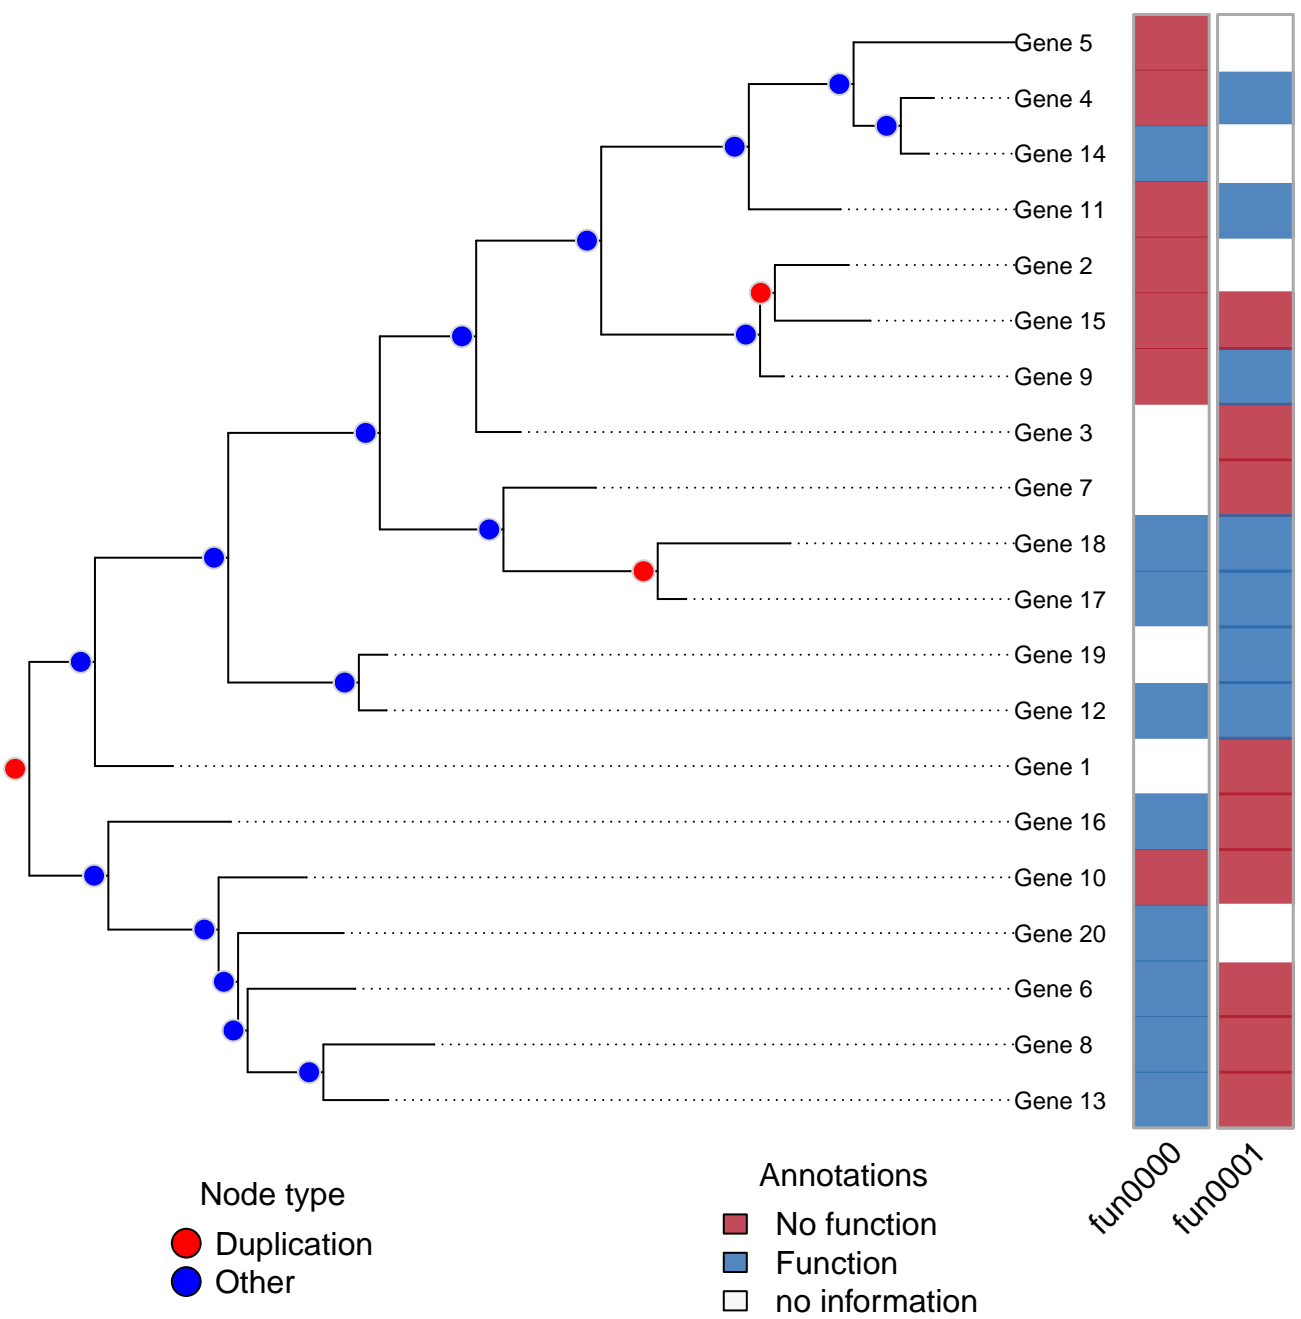 Gene 5
Gene 4
Gene 14
Gene 11
Gene 2
Gene 15
Gene 9
Gene 3
Gene 7
Gene 18
Gene 17
Gene 19
Gene 12
Gene 1
Gene 16
Gene 10
Gene 20
Gene 6
Gene 8
Gene 13
fun0000
fun0001
Node type
Duplication
Other
Annotations
No function
Function
no information